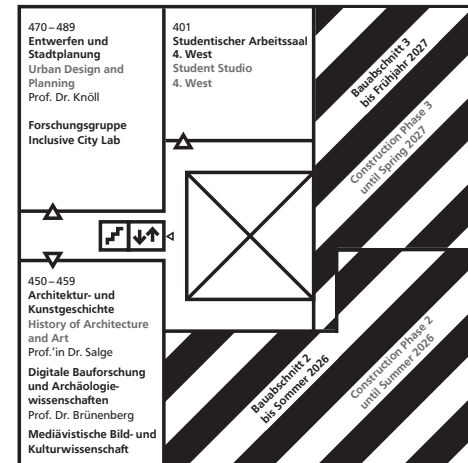 470 – 489
Entwerfen und
Stadtplanung
Urban Design and
Planning
Prof. Dr. Knöll
Forschungsgruppe
Inclusive City Lab
401
Studentischer Arbeitssaal
4. West
Student Studio
4. West
Bauabschnitt 3
bis Frühjahr 2027
Construction Phase 3
until Spring 2027
450 – 459
Architektur- und
Kunstgeschichte
History of Architecture
and Art
Prof.'in Dr. Salge
Digitale Bauforschung
und Archäologie-
wissenschaften
Prof. Dr. Brünenberg
Mediävistische Bild- und
Kulturwissenschaft
Bauabschnitt 2
bis Sommer 2026
Construction Phase 2
until Summer 2026